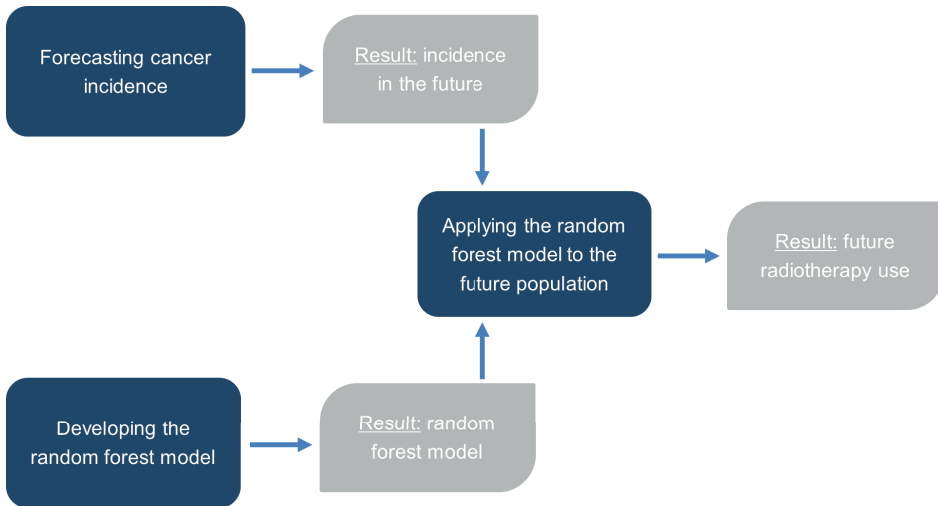 Forecasting cancer
incidence
Result: incidence
in the future
Applying the random
forest model to the
future population
Result: future
radiotherapy use
Developing the
random forest model
Result: random
forest model